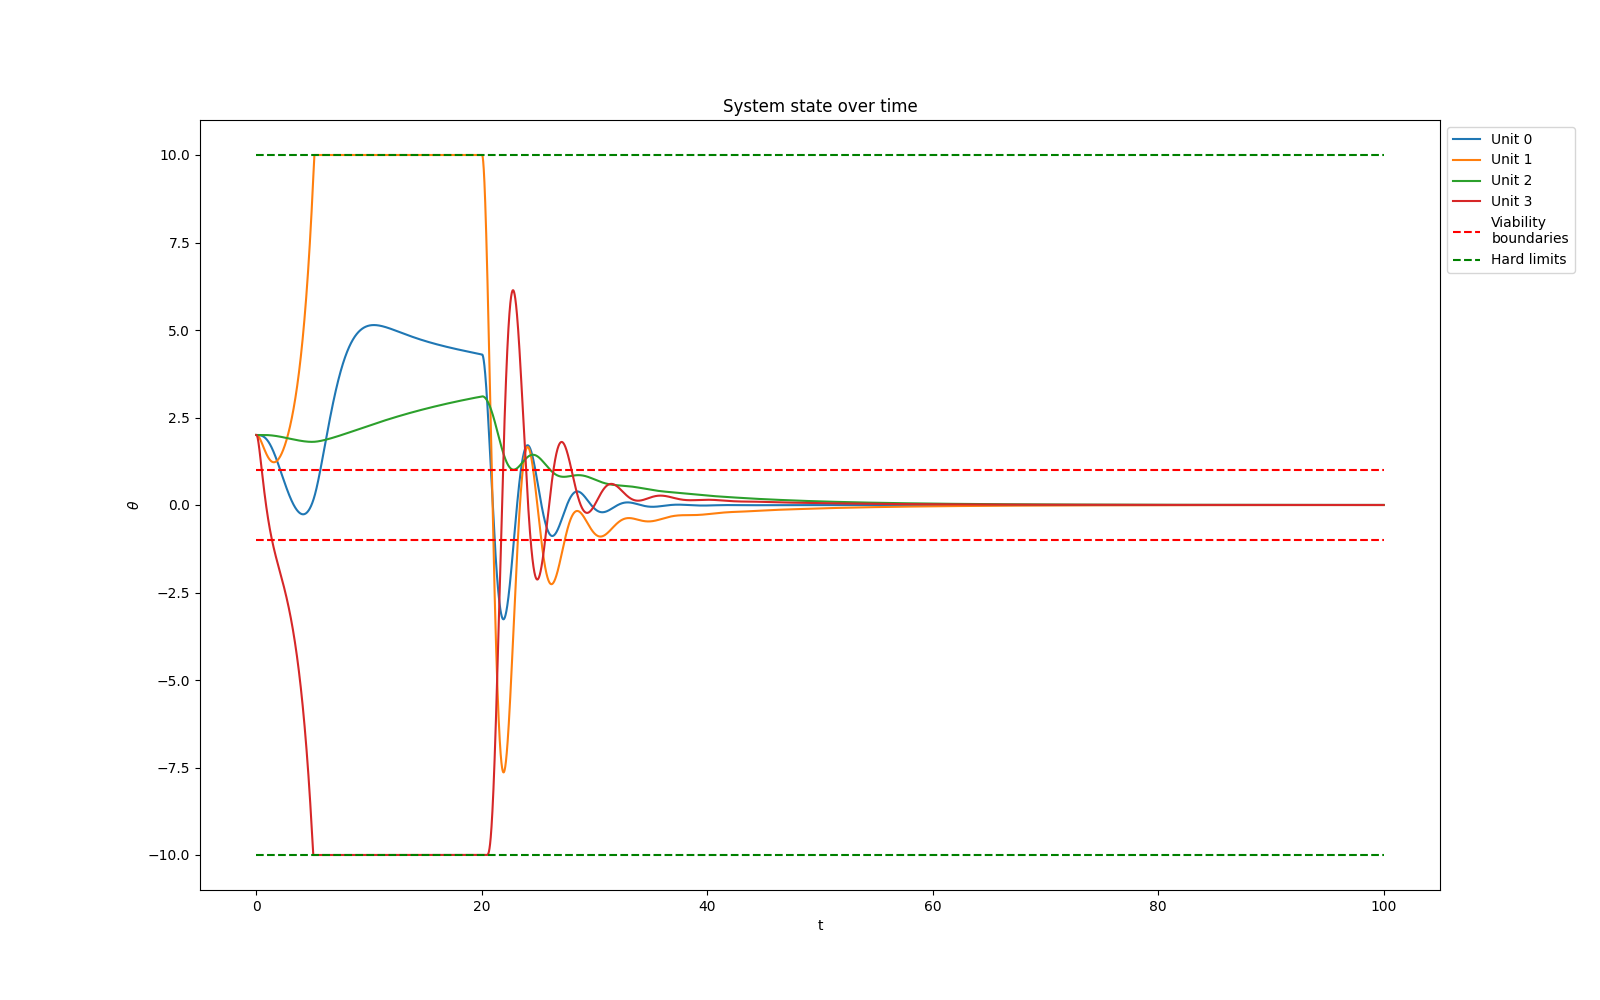 System state over time
10.0
7.5
5.0
2.5
0.0
−2.5
−5.0
−7.5
−10.0
θ
0
20
40
60
80
100
t
Unit 0
Unit 1
Unit 2
Unit 3
Viability
boundaries
Hard limits